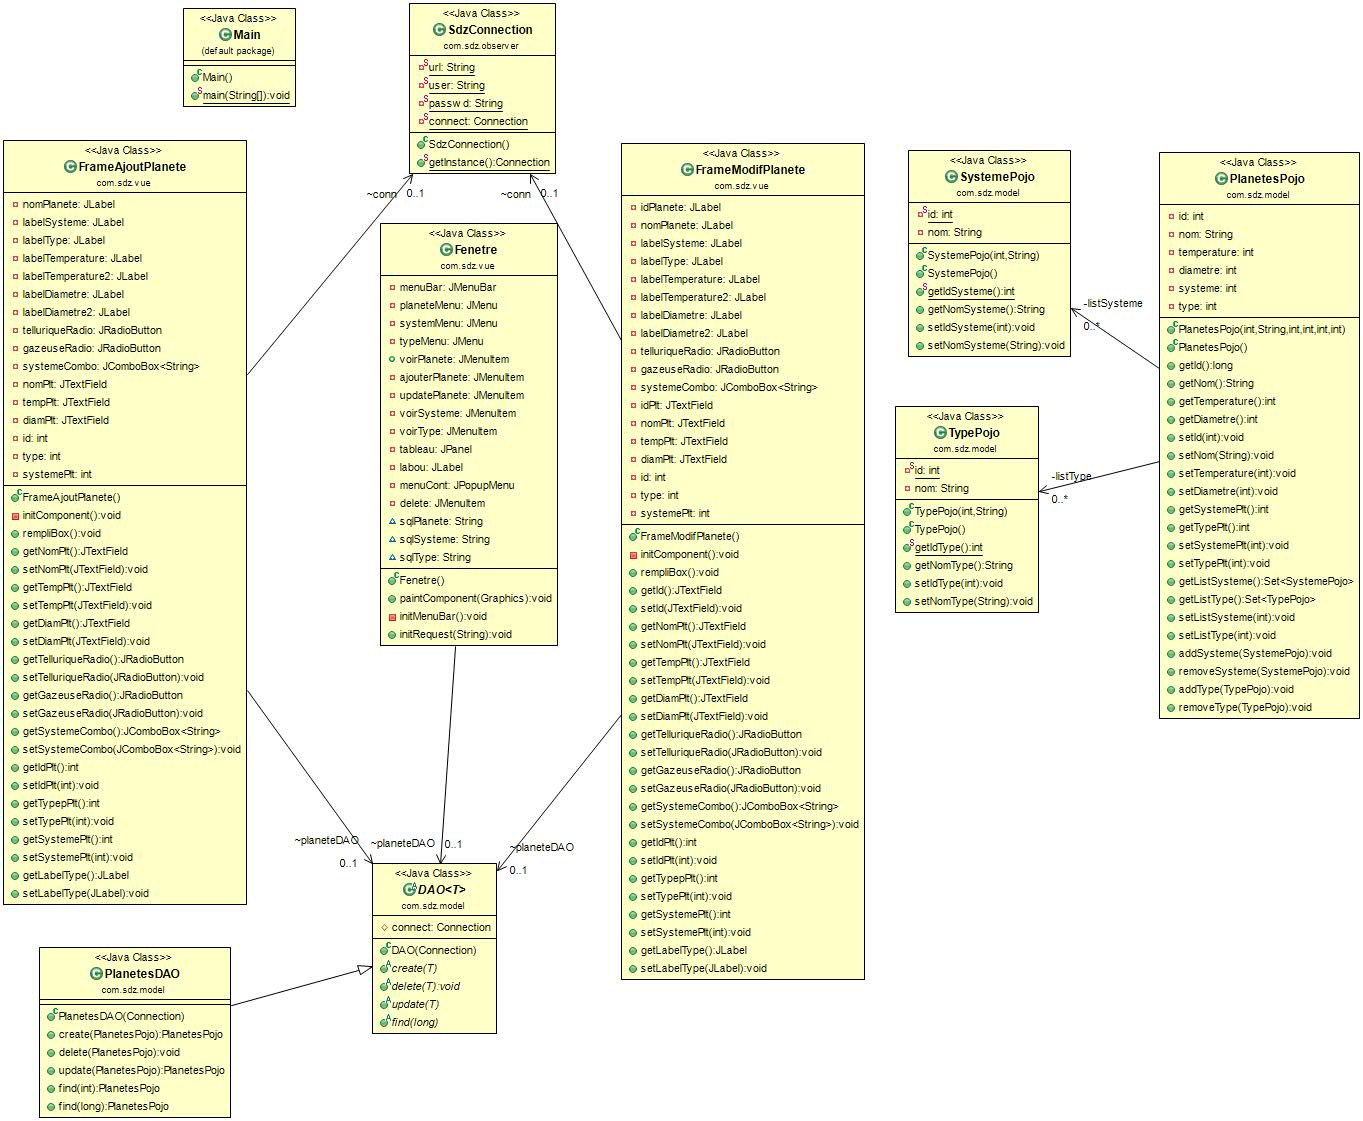 <<Java Class>>
Main
(default package)
Main()
main(String[]):void
<<Java Class>>
SdzConnection
com.sdz.observer
url: String
user: String
passwd: String
connect: Connection
SdzConnection()
getInstance():Connection
<<Java Class>>
FrameAjoutPlanete
com.sdz.vue
nomPlanete: JLabel
labelSysteme: JLabel
labelType: JLabel
labelTemperature: JLabel
labelTemperature2: JLabel
labelDiametre: JLabel
labelDiametre2: JLabel
telluriqueRadio: JRadioButton
gazeuseRadio: JRadioButton
systemeCombo: JComboBox<String>
nomPlt: JTextField
tempPlt: JTextField
diamPlt: JTextField
id: int
type: int
systemePlt: int
FrameAjoutPlanete()
initComponent():void
rempliBox():void
getNomPlt():JTextField
setNomPlt(JTextField):void
getTempPlt():JTextField
setTempPlt(JTextField):void
getDiamPlt():JTextField
setDiamPlt(JTextField):void
getTelluriqueRadio():JRadioButton
setTelluriqueRadio(JRadioButton):void
getGazeuseRadio():JRadioButton
setGazeuseRadio(JRadioButton):void
getSystemeCombo():JComboBox<String>
setSystemeCombo(JComboBox<String>):void
getIdPlt():int
setIdPlt(int):void
getTypepPlt():int
setTypePlt(int):void
getSystemePlt():int
setSystemePlt(int):void
getLabelType():JLabel
setLabelType(JLabel):void
~conn
0..1
~conn
0..1
<<Java Class>>
Fenetre
com.sdz.vue
menuBar: JMenuBar
planeteMenu: JMenu
systemMenu: JMenu
typeMenu: JMenu
voirPlanete: JMenuItem
ajouterPlanete: JMenuItem
updatePlanete: JMenuItem
voirSysteme: JMenuItem
voirType: JMenuItem
tableau: JPanel
labou: JLabel
menuCont: JPopupMenu
delete: JMenuItem
sqlPlanete: String
sqlSysteme: String
sqlType: String
Fenetre()
paintComponent(Graphics):void
initMenuBar():void
initRequest(String):void
<<Java Class>>
FrameModifPlanete
com.sdz.vue
idPlanete: JLabel
nomPlanete: JLabel
labelSysteme: JLabel
labelType: JLabel
labelTemperature: JLabel
labelTemperature2: JLabel
labelDiametre: JLabel
labelDiametre2: JLabel
telluriqueRadio: JRadioButton
gazeuseRadio: JRadioButton
systemeCombo: JComboBox<String>
idPlt: JTextField
nomPlt: JTextField
tempPlt: JTextField
diamPlt: JTextField
id: int
type: int
systemePlt: int
FrameModifPlanete()
initComponent():void
rempliBox():void
getId():JTextField
setId(JTextField):void
getNomPlt():JTextField
setNomPlt(JTextField):void
getTempPlt():JTextField
setTempPlt(JTextField):void
getDiamPlt():JTextField
setDiamPlt(JTextField):void
getTelluriqueRadio():JRadioButton
setTelluriqueRadio(JRadioButton):void
getGazeuseRadio():JRadioButton
setGazeuseRadio(JRadioButton):void
getSystemeCombo():JComboBox<String>
setSystemeCombo(JComboBox<String>):void
getIdPlt():int
setIdPlt(int):void
getTypepPlt():int
setTypePlt(int):void
getSystemePlt():int
setSystemePlt(int):void
getLabelType():JLabel
setLabelType(JLabel):void
<<Java Class>>
SystemePojo
com.sdz.model
id: int
nom: String
SystemePojo(int,String)
SystemePojo()
getIdSysteme():int
getNomSysteme():String
setIdSysteme(int):void
setNomSysteme(String):void
-listSysteme
0..*
<<Java Class>>
PlanetesPojo
com.sdz.model
id: int
nom: String
temperature: int
diametre: int
systeme: int
type: int
PlanetesPojo(int,String,int,int,int,int)
PlanetesPojo()
getId():long
getNom():String
getTemperature():int
getDiametre():int
setId(int):void
setNom(String):void
setTemperature(int):void
setDiametre(int):void
getSystemePlt():int
getTypePlt():int
setSystemePlt(int):void
setTypePlt(int):void
getListSysteme():Set<SystemePojo>
getListType():Set<TypePojo>
setListSysteme(int):void
setListType(int):void
addSysteme(SystemePojo):void
removeSysteme(SystemePojo):void
addType(TypePojo):void
removeType(TypePojo):void
<<Java Class>>
TypePojo
com.sdz.model
id: int
nom: String
TypePojo(int,String)
TypePojo()
getIdType():int
getNomType():String
setIdType(int):void
setNomType(String):void
-listType
0..*
~planeteDAO
0..1
~planeteDAO
0..1
~planeteDAO
0..1
<<Java Class>>
DAO<T>
com.sdz.model
connect: Connection
DAO(Connection)
create(T)
delete(T):void
update(T)
find(long)
<<Java Class>>
PlanetesDAO
com.sdz.model
PlanetesDAO(Connection)
create(PlanetesPojo):PlanetesPojo
delete(PlanetesPojo):void
update(PlanetesPojo):PlanetesPojo
find(int):PlanetesPojo
find(long):PlanetesPojo